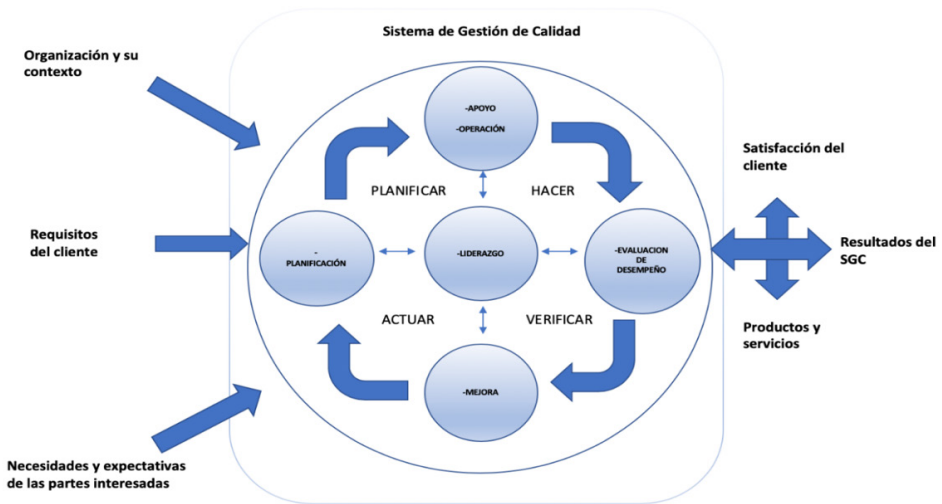 Sistema de Gestión de Calidad
Organización y su
contexto
-APOYO
-OPERACIÓN
Satisfacción del
cliente
PLANIFICAR
HACER
Requisitos
del cliente
-
PLANIFICACIÓN
-LIDERAZGO
-EVALUACION
DE
DESEMPEÑO
Resultados del
SGC
ACTUAR
VERIFICAR
Productos y
servicios
-MEJORA
Necesidades y expectativas
de las partes interesadas